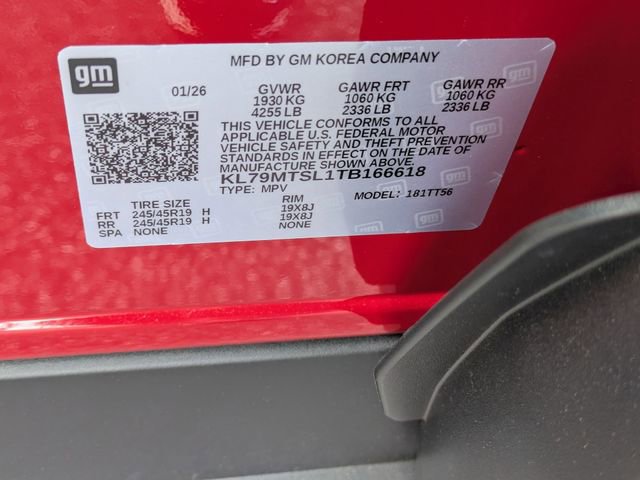 gm
MFD BY GM KOREA COMPANY
01/26 GVWR GAWR FRT GAWR RR
1930 KG 1060 KG 1060 KG
4255 LB 2336 LB 2336 LB
THIS VEHICLE CONFORMS TO ALL
APPLICABLE U.S. FEDERAL MOTOR
VEHICLE SAFETY AND THEFT PREVENTION
STANDARDS IN EFFECT ON THE DATE OF
MANUFACTURE SHOWN ABOVE.
KL79MTSL1TB166618
TYPE: MPV MODEL: 181TT56
TIRE SIZE RIM
FRT 245/45R19 H 19X8J
RR 245/45R19 H 19X8J
SPA NONE NONE